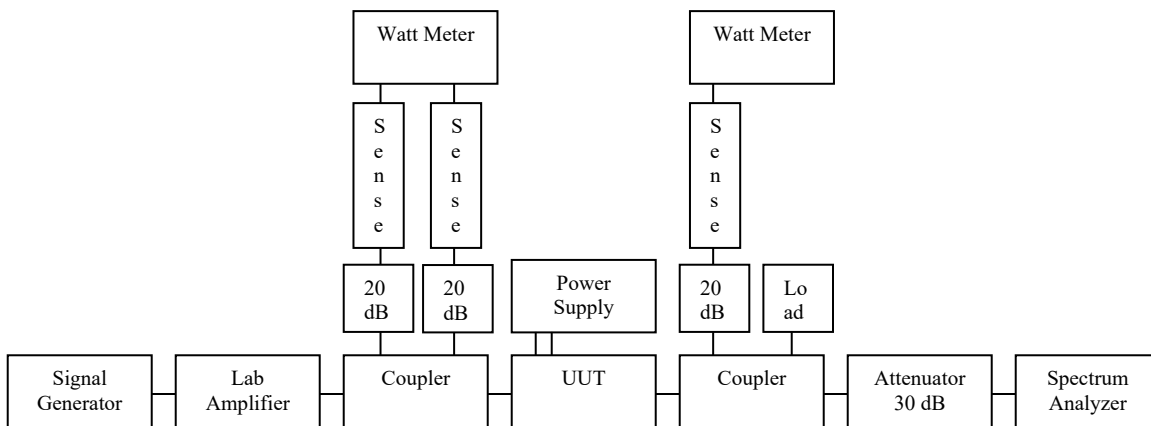 Watt Meter
Watt Meter
S
e
n
s
e
S
e
n
s
e
S
e
n
s
e
20
dB
20
dB
Power
Supply
20
dB
Lo
ad
Signal
Generator
Lab
Amplifier
Coupler
UUT
Coupler
Attenuator
30 dB
Spectrum
Analyzer